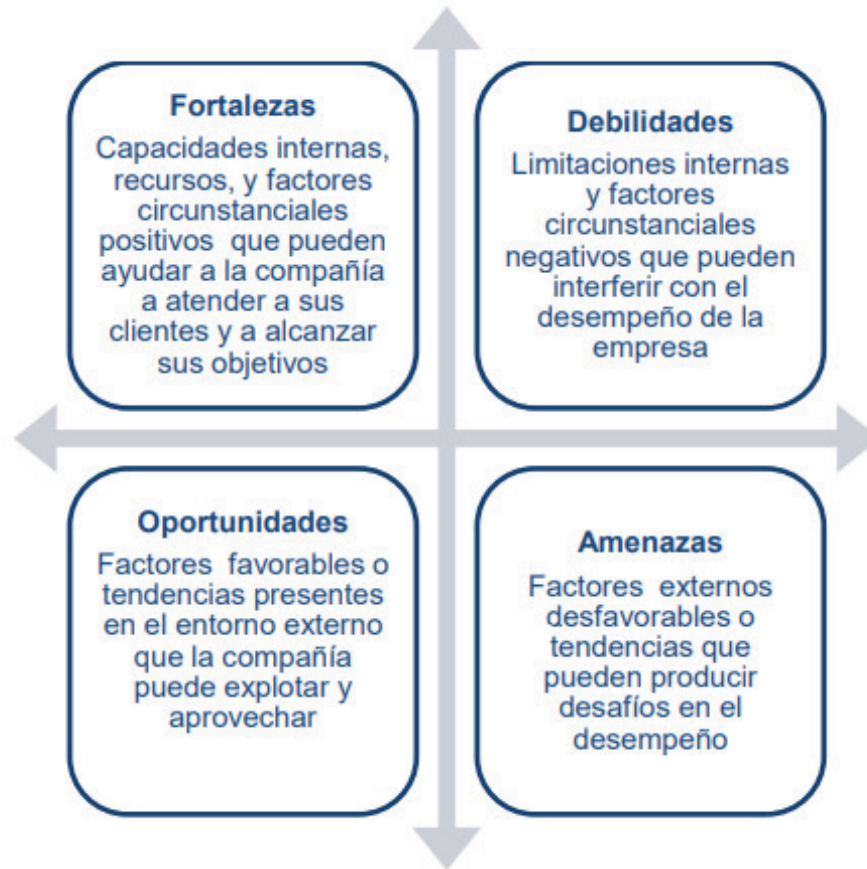 Fortalezas
Capacidades internas,
recursos, y factores
circunstanciales
positivos que pueden
ayudar a la compañía
a atender a sus
clientes y a alcanzar
sus objetivos
Debilidades
Limitaciones internas
y factores
circunstanciales
negativos que pueden
interferir con el
desempeño de la
empresa
Oportunidades
Factores favorables o
tendencias presentes
en el entorno externo
que la compañía
puede explotar y
aprovechar
Amenazas
Factores externos
desfavorables o
tendencias que
pueden producir
desafíos en el
desempeño